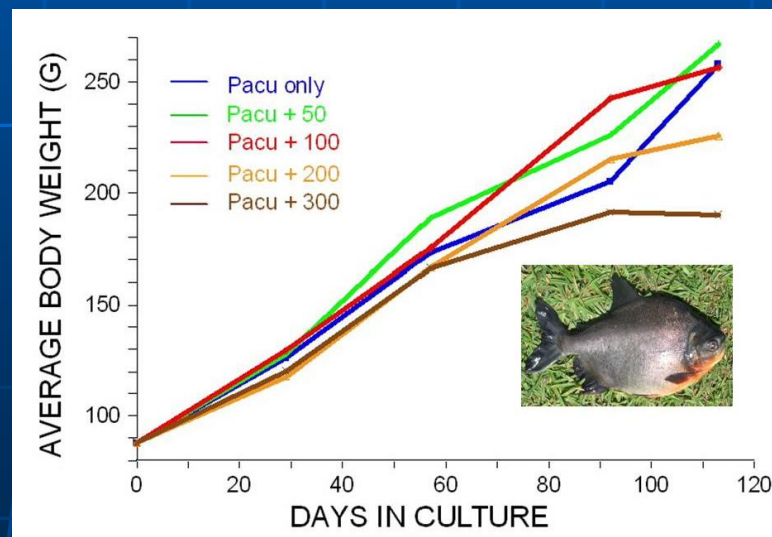 AVERAGE BODY WEIGHT (G)
250
200
150
100
Pacu only
Pacu + 50
Pacu + 100
Pacu + 200
Pacu + 300
0 20 40 60 80 100 120
DAYS IN CULTURE